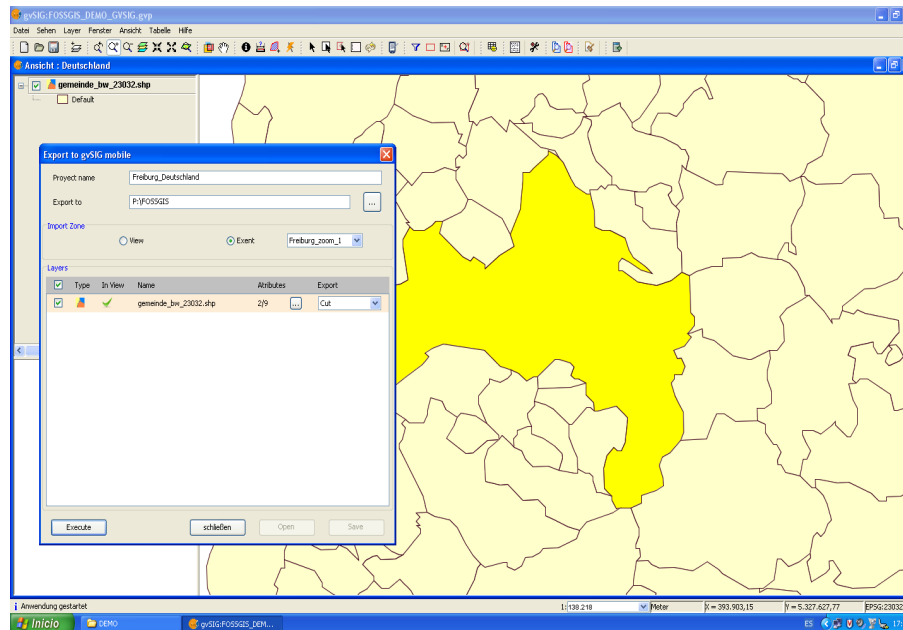 gvSIG:FOSSGIS_DEMO_GVSIG.gvp
Datei Sehen Layer Fenster Ansicht Tabelle Hilfe
Ansicht : Deutschland
gemeinde_bw_23032.shp
Default
Export to gvSIG mobile
Proyect name Freiburg_Deutschland
Export to P:\FOSSGIS ...
Import Zone
View Exent Freiburg_zoom_1
Layers
Type In View Name Atributes Export
gemeinde_bw_23032.shp 2/9 ... Cut
Execute schließen Open Save
Anwendung gestartet 1: 138.218 Meter X = 393.903,15 Y = 5.327.627,77 EPSG:23032
Inicio DEMO gvSIG:FOSSGIS_DEM... ES 17: